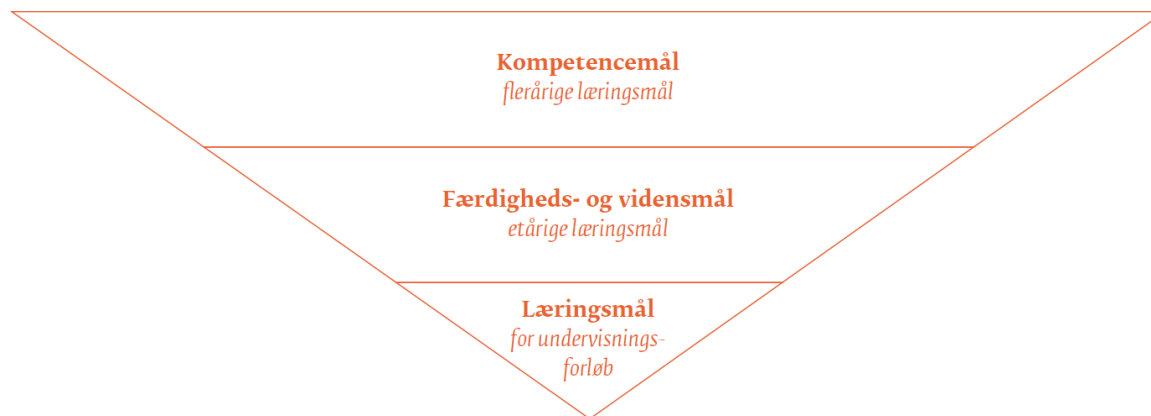 Kompetencemål
flerårige læringsmål
Færdigheds- og vidensmål
etårige læringsmål
Læringsmål
for undervisnings-
forløb